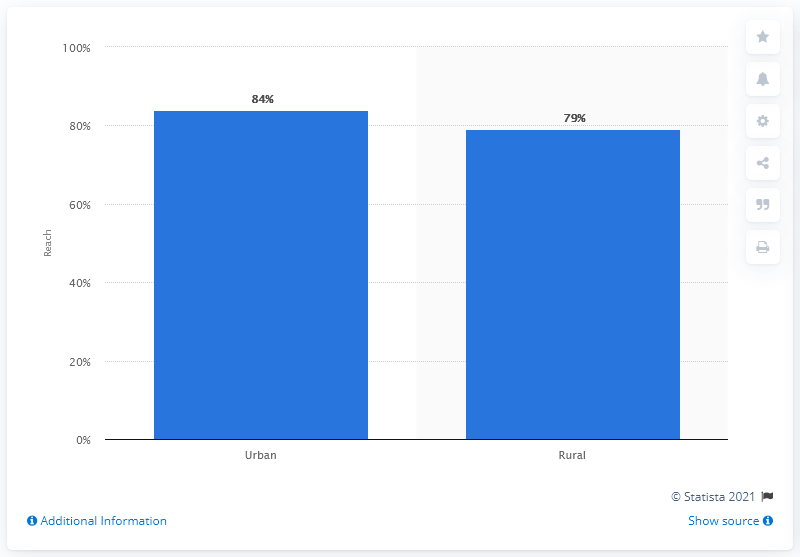 100%
84%
79%
80%
60%
Reach
40%
20%
0%
Urban Rural
© Statista 2021
Additional Information Show source